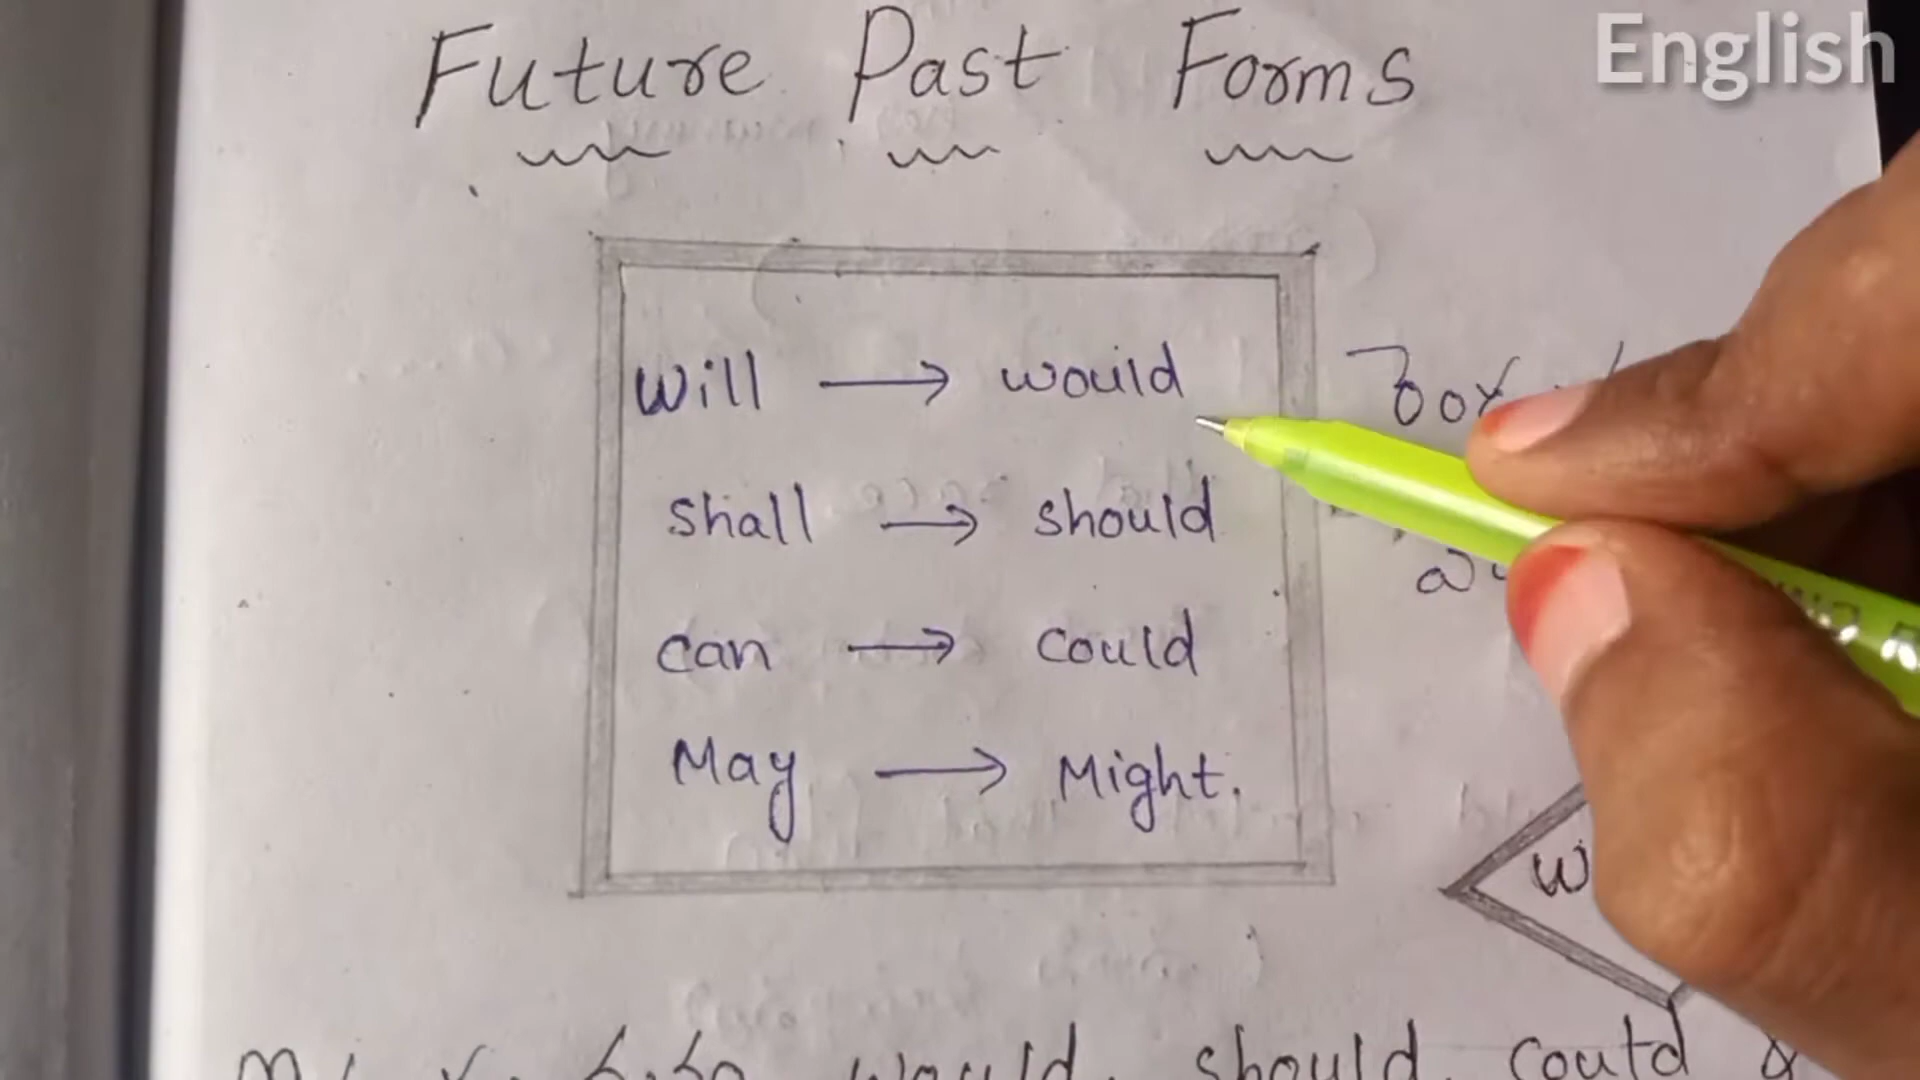 English
Future Past Forms
Will → would
shall → should
can → could
May → Might.
would, should, could &